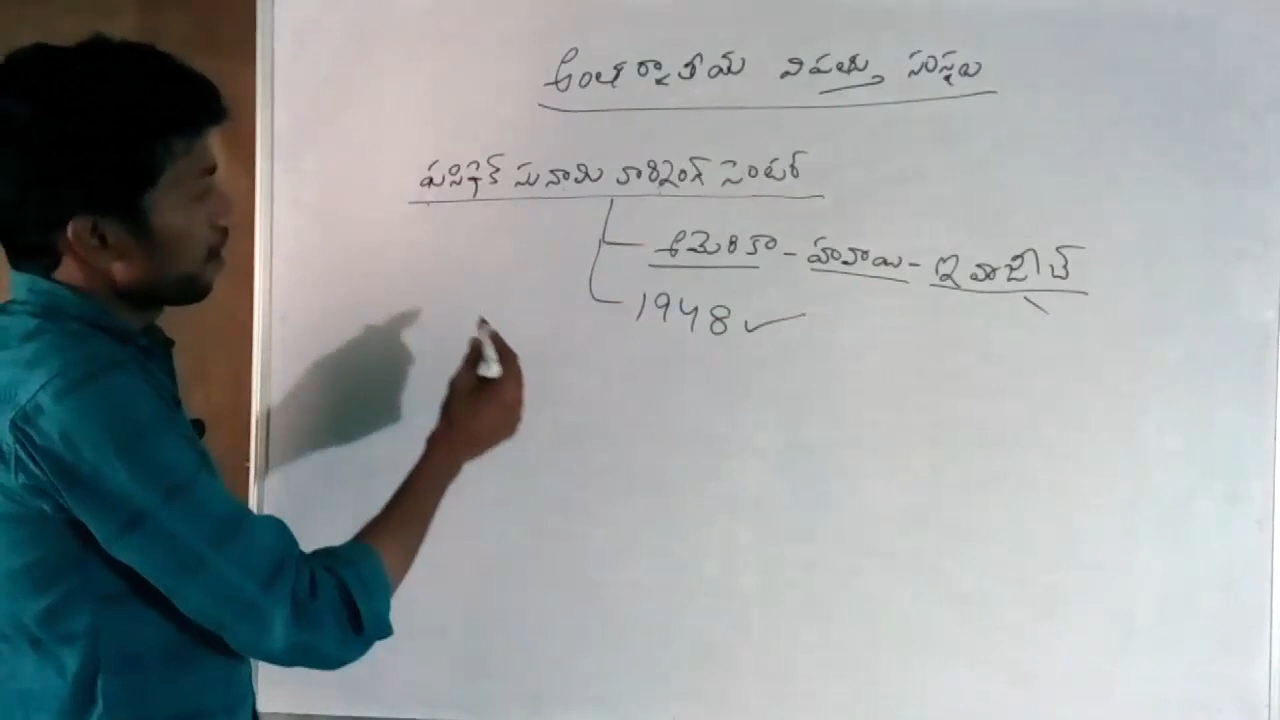 అంతర్జాతీయ విపత్తు సంస్థలు
పసిఫిక్ సునామి వార్నింగ్ సెంటర్
అమెరికా - హవాయి - ఇవాబీచ్
1948 ✓